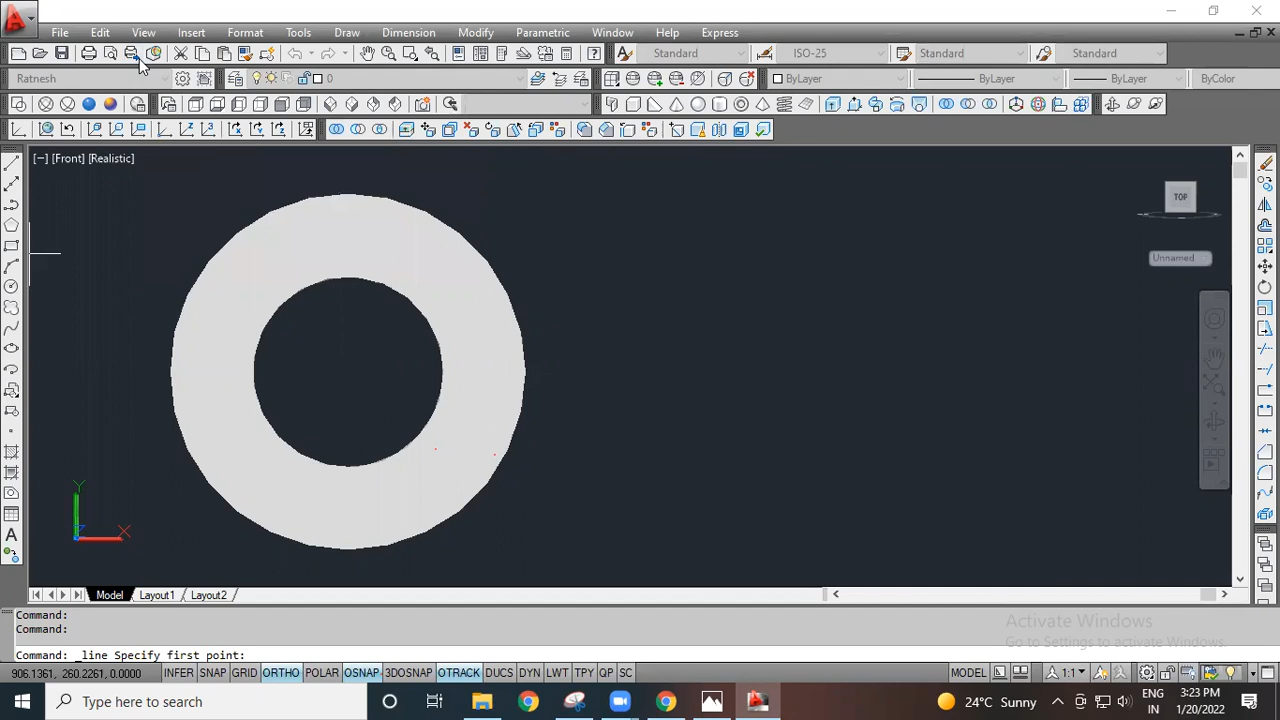 File Edit View Insert Format Tools Draw Dimension Modify Parametric Window Help Express
Standard ISO-25 Standard Standard
Ratnesh 0 ByLayer ByLayer ByLayer ByColor
[−] [Front] [Realistic]
TOP
Unnamed
Y
X
Z
Model Layout1 Layout2
Command:
Command:
Command: _line Specify first point:
Activate Windows
Go to Settings to activate Windows.
906.1361, 260.2261, 0.0000 INFER SNAP GRID ORTHO POLAR OSNAP 3DOSNAP OTRACK DUCS DYN LWT TPY QP SC MODEL 1:1
Type here to search
24°C Sunny
ENG
IN
3:23 PM
1/20/2022